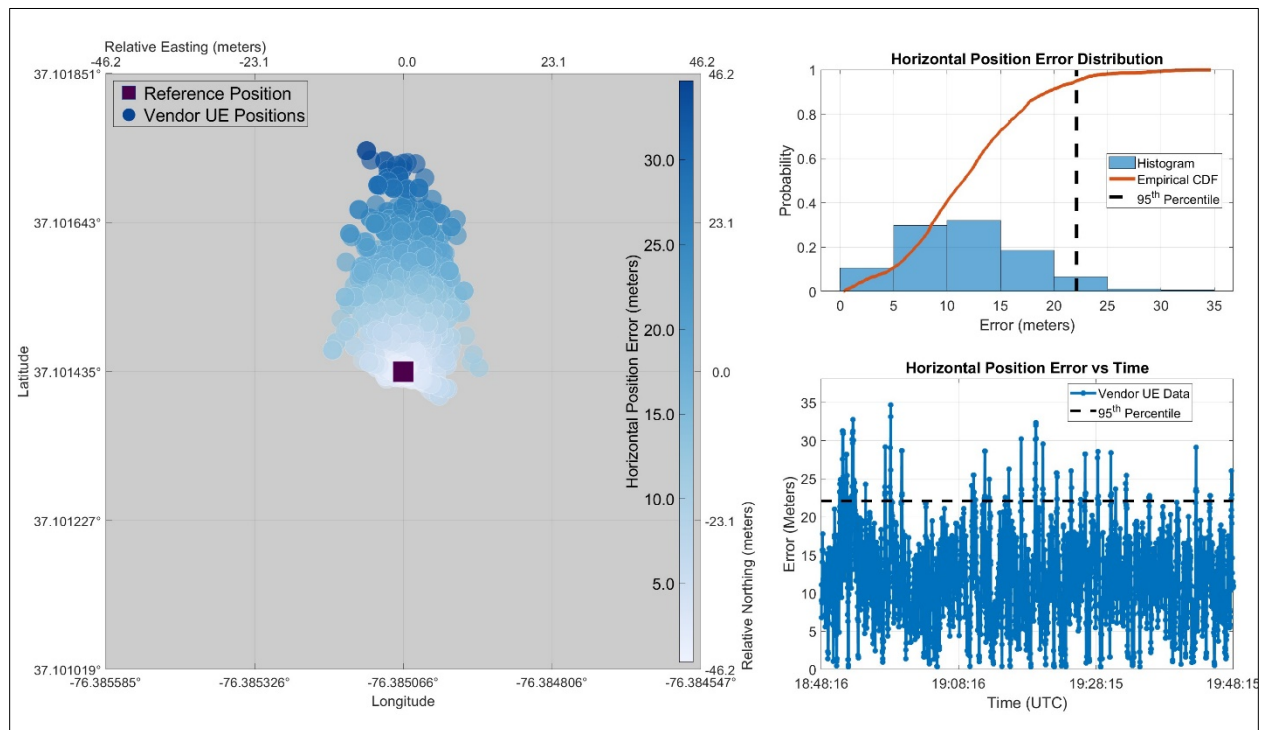 Relative Easting (meters)
-46.2 -23.1 0.0 23.1 46.2
37.101851°
37.101643°
37.101435°
37.101227°
37.101019°
Latitude
Reference Position
Vendor UE Positions
-76.385585° -76.385326° -76.385066° -76.384806° -76.384547°
Longitude
Horizontal Position Error (meters)
30.0
25.0
20.0
15.0
10.0
5.0
46.2
23.1
0.0
-23.1
-46.2
Relative Northing (meters)
Horizontal Position Error Distribution
1
0.8
0.6
0.4
0.2
0
Probability
Histogram
Empirical CDF
95th Percentile
0 5 10 15 20 25 30 35
Error (meters)
Horizontal Position Error vs Time
35
30
25
20
15
10
5
0
Error (Meters)
Vendor UE Data
95th Percentile
18:48:16 19:08:16 19:28:15 19:48:15
Time (UTC)